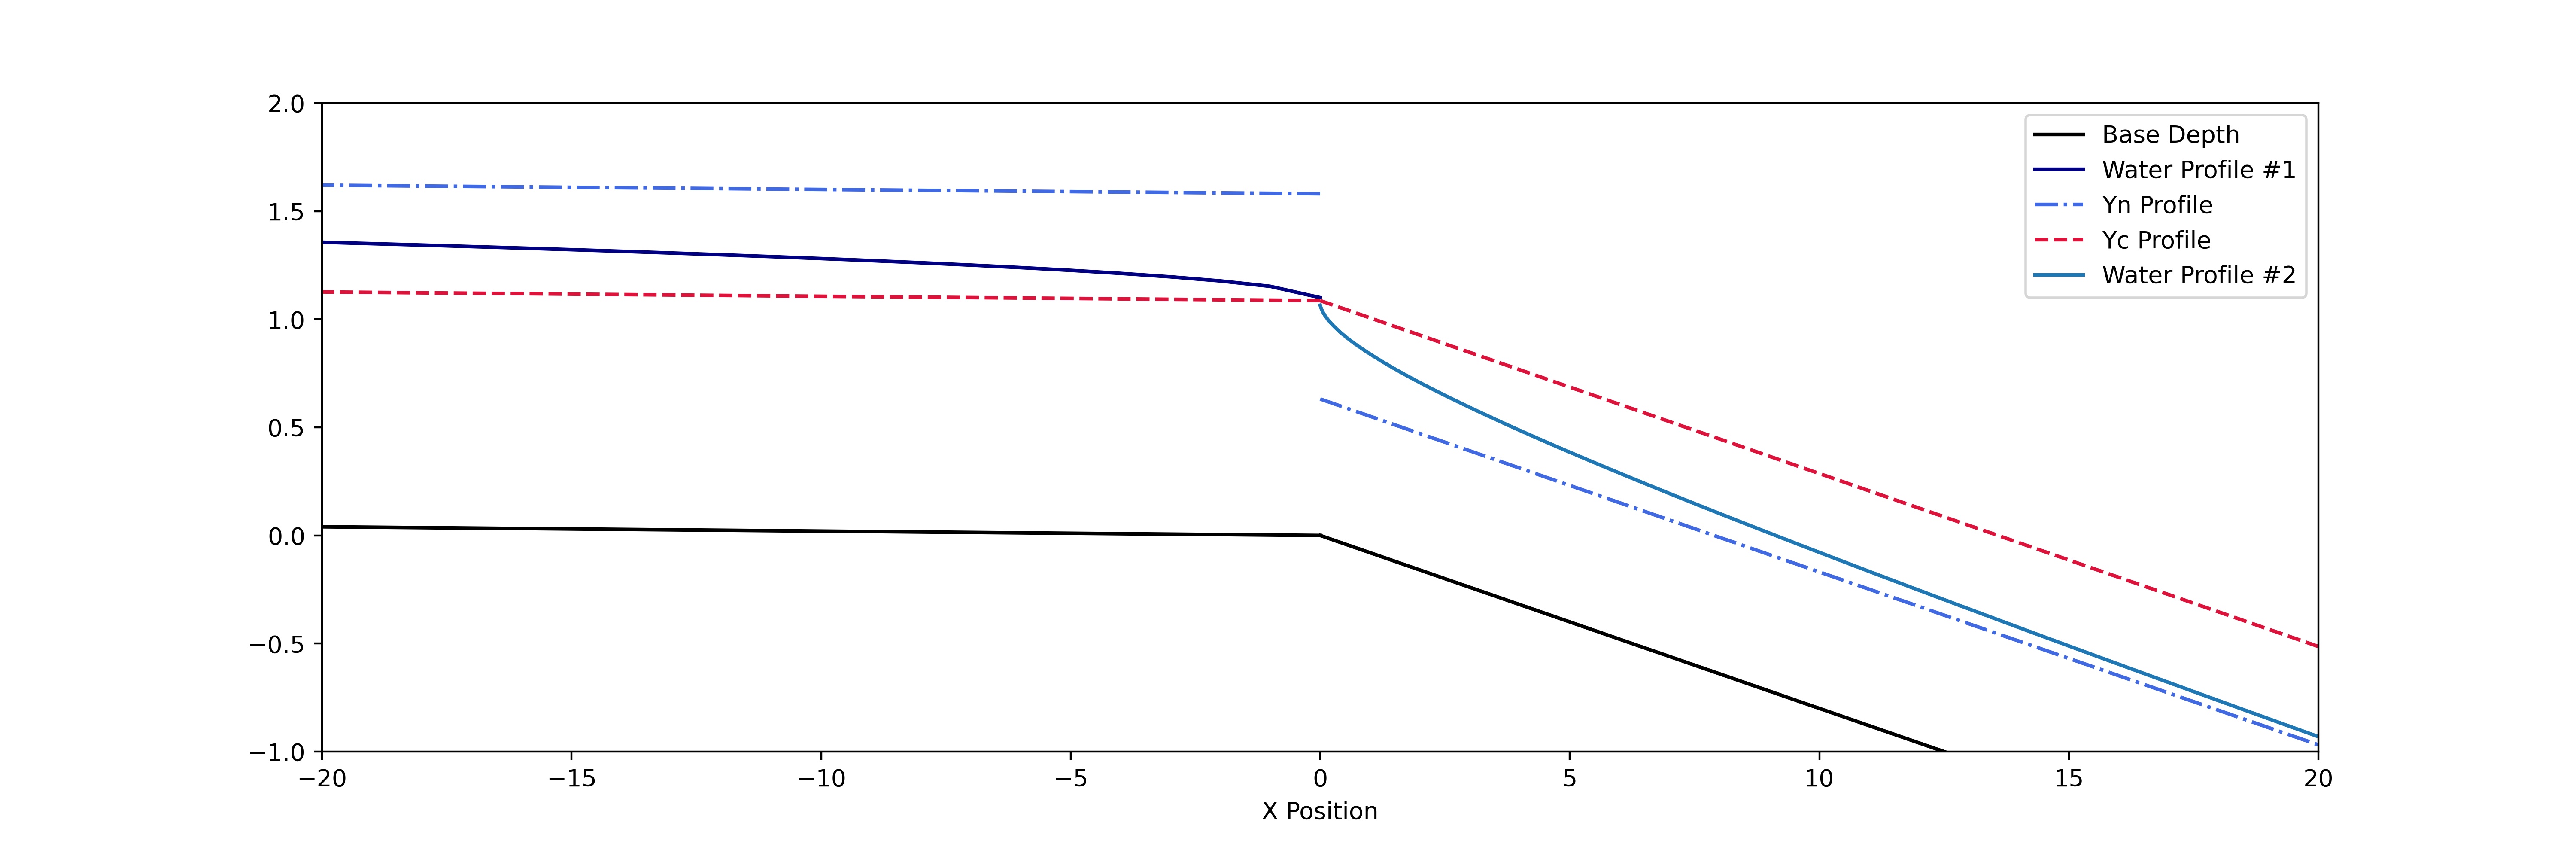 2.0
1.5
1.0
0.5
0.0
−0.5
−1.0
Base Depth
Water Profile #1
Yn Profile
Yc Profile
Water Profile #2
−20 −15 −10 −5 0 5 10 15 20
X Position